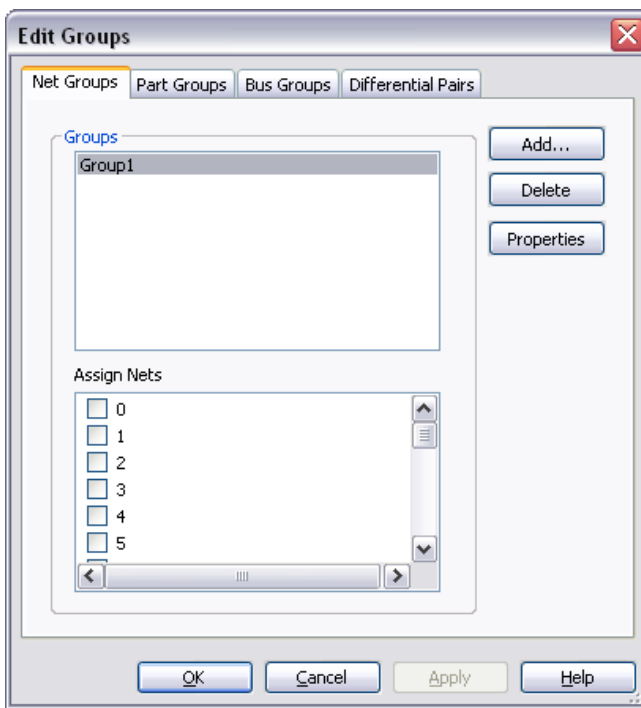 Edit Groups
Net Groups
Part Groups
Bus Groups
Differential Pairs
Groups
Group1
Add...
Delete
Properties
Assign Nets
0
1
2
3
4
5
OK
Cancel
Apply
Help